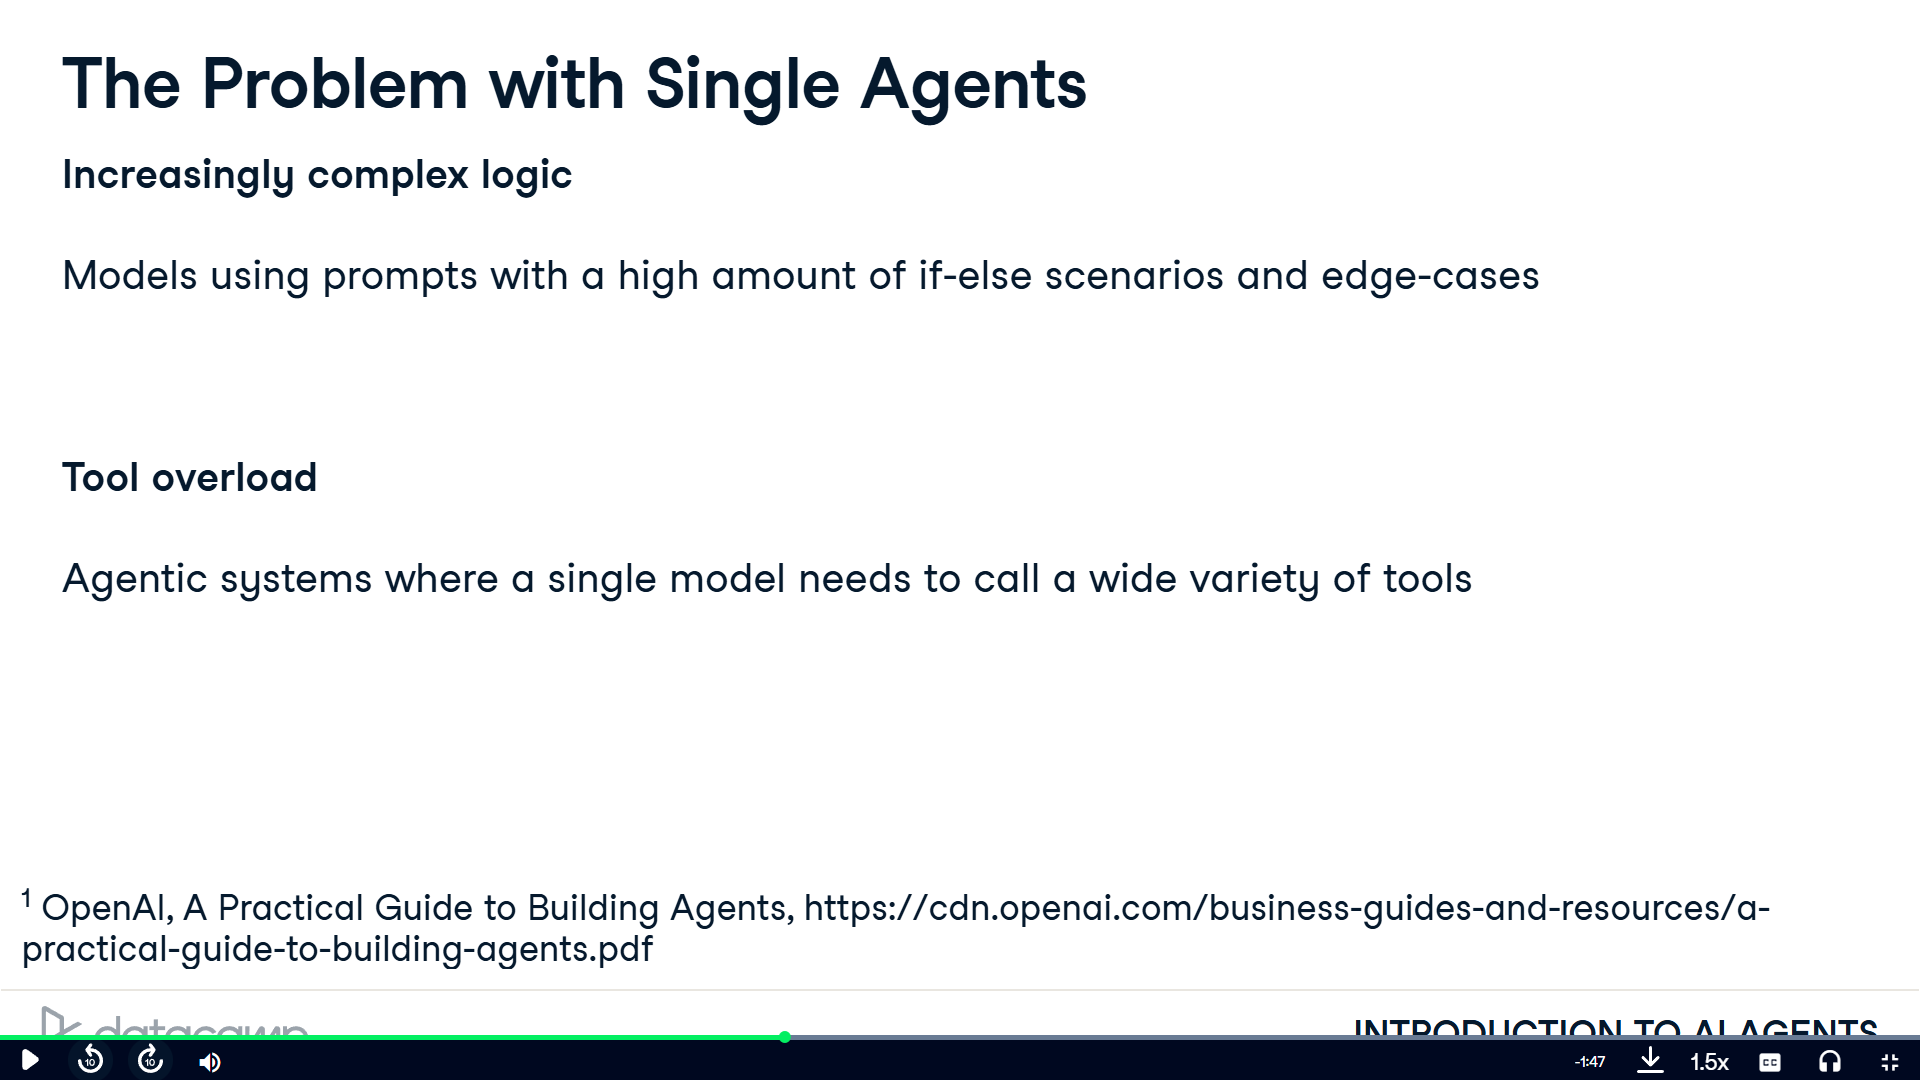 The Problem with Single Agents
Increasingly complex logic
Models using prompts with a high amount of if-else scenarios and edge-cases
Tool overload
Agentic systems where a single model needs to call a wide variety of tools
1 OpenAI, A Practical Guide to Building Agents, https://cdn.openai.com/business-guides-and-resources/a-
practical-guide-to-building-agents.pdf
datacamp
INTRODUCTION TO AI AGENTS
10
10
-1:47
1.5x
CC